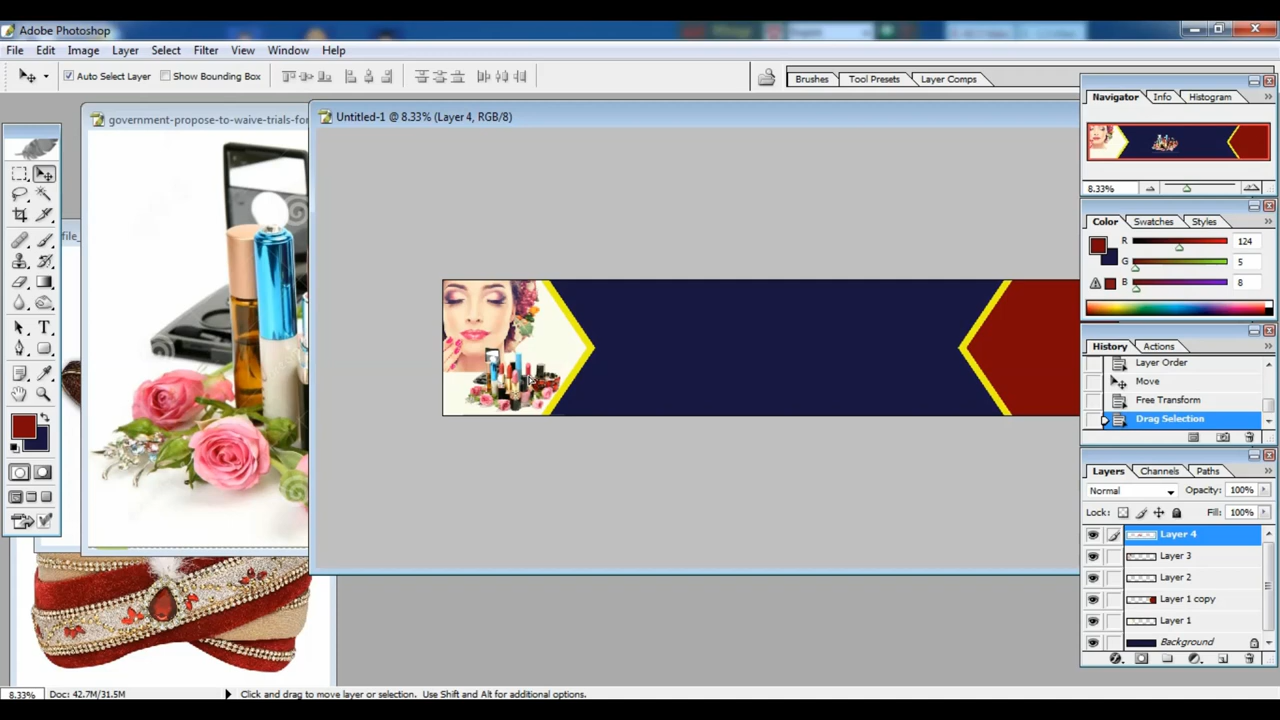 Adobe Photoshop
File Edit Image Layer Select Filter View Window Help
Auto Select Layer Show Bounding Box
Brushes Tool Presets Layer Comps
government-propose-to-waive-trials-for
Untitled-1 @ 8.33% (Layer 4, RGB/8)
file_
Navigator Info Histogram
8.33%
Color Swatches Styles
R 124
G 5
B 8
History Actions
Layer Order
Move
Free Transform
Drag Selection
Layers Channels Paths
Normal Opacity: 100%
Lock: Fill: 100%
Layer 4
Layer 3
Layer 2
Layer 1 copy
Layer 1
Background
8.33% Doc: 42.7M/31.5M Click and drag to move layer or selection. Use Shift and Alt for additional options.